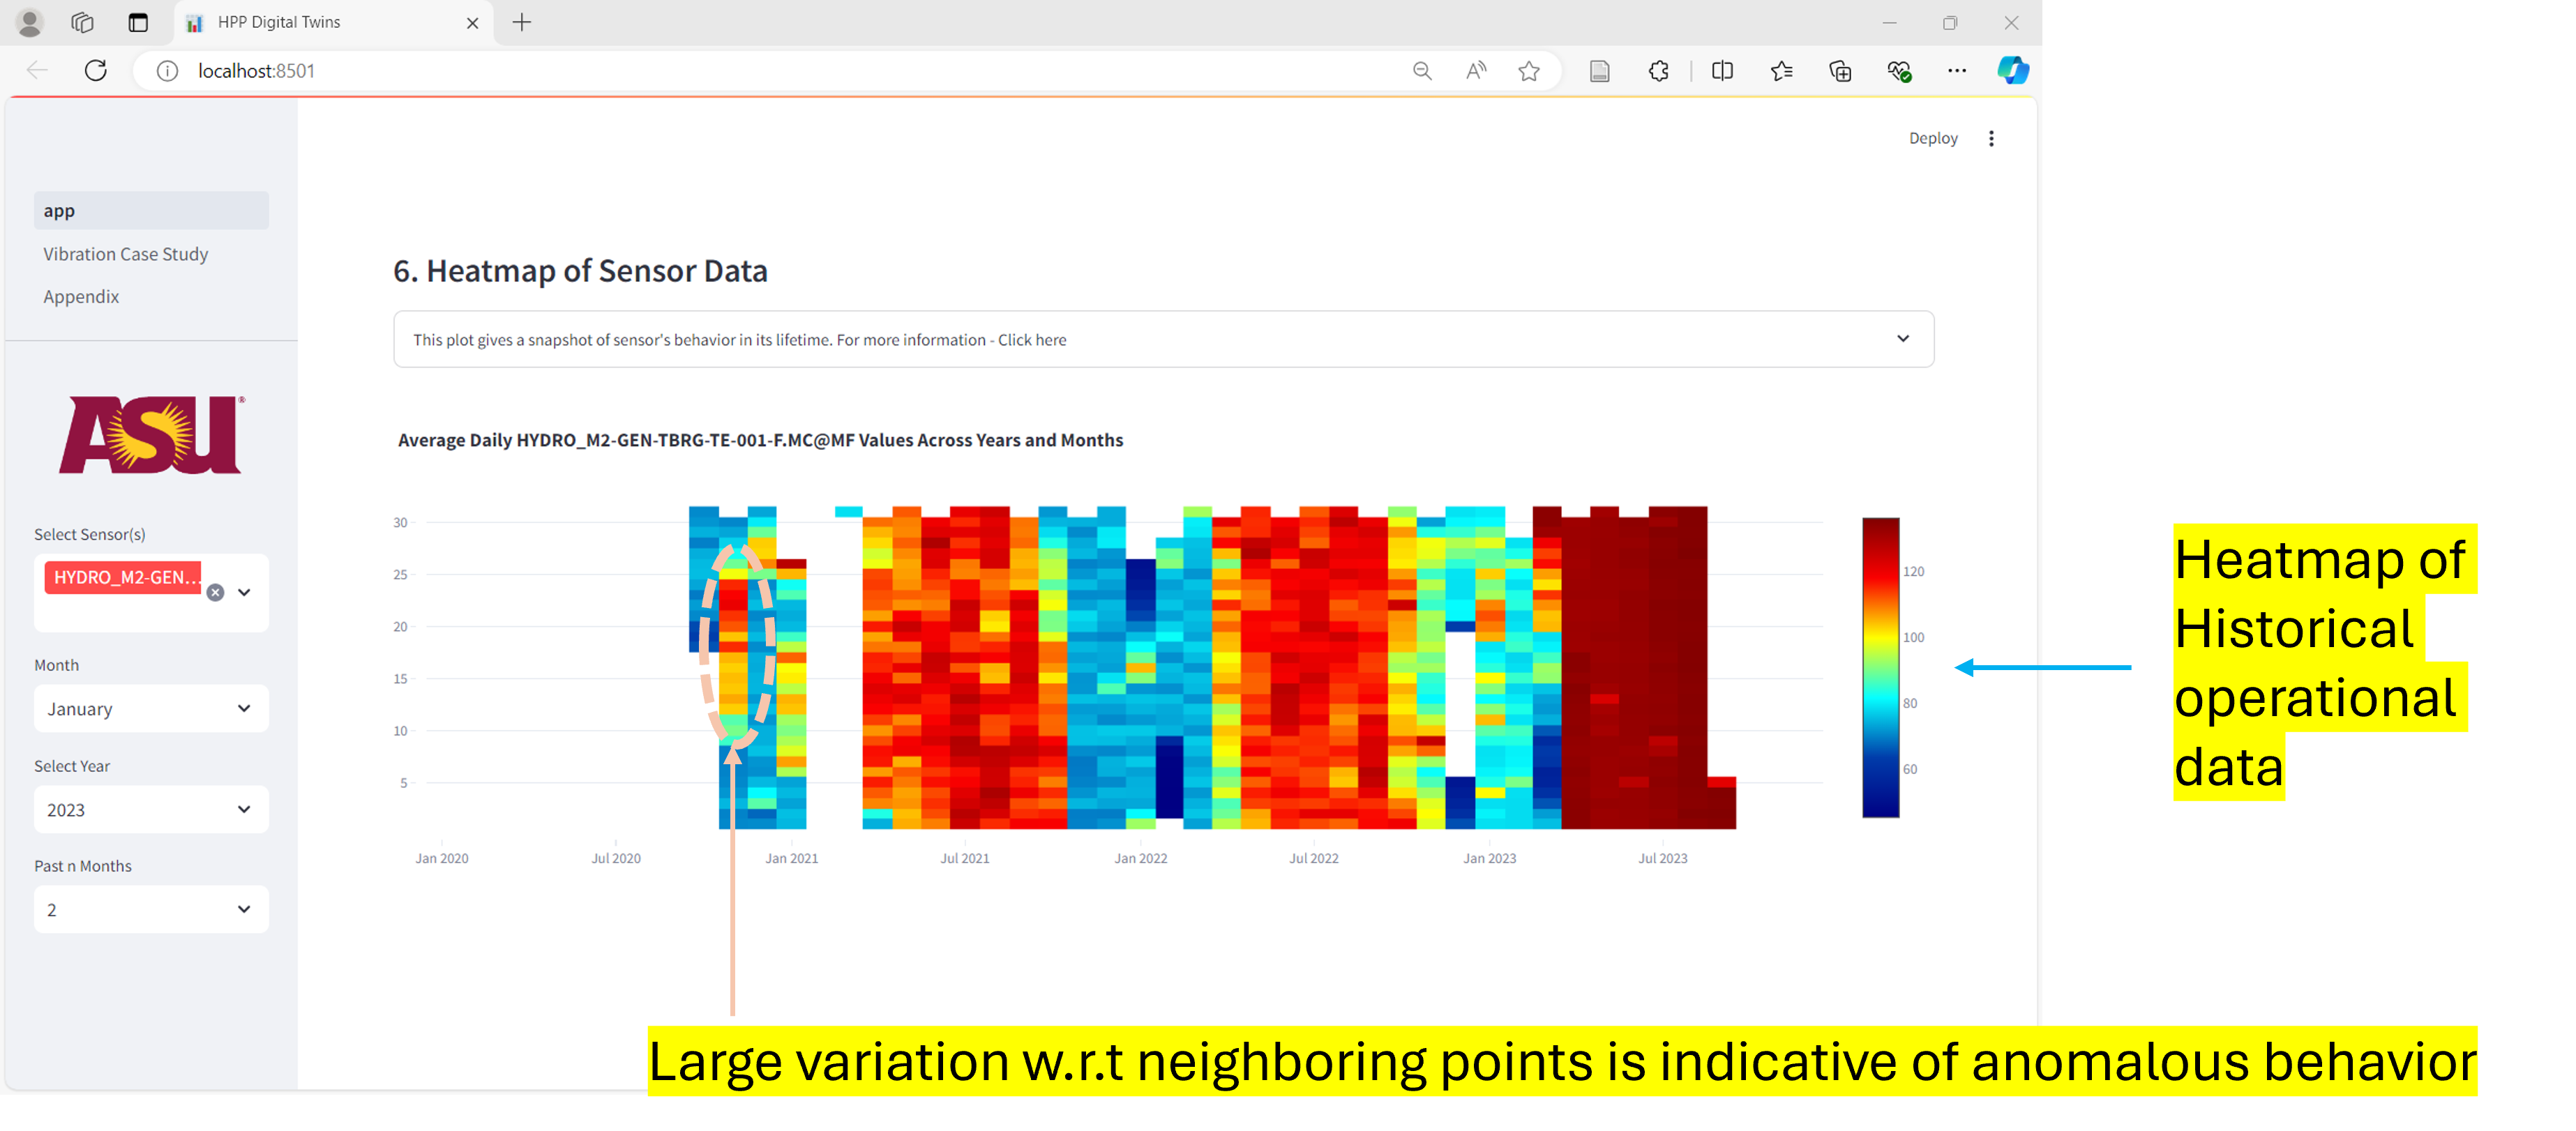 HPP Digital Twins
localhost:8501
Deploy
app
Vibration Case Study
Appendix
ASU®
Select Sensor(s)
HYDRO_M2-GEN...
Month
January
Select Year
2023
Past n Months
2
6. Heatmap of Sensor Data
This plot gives a snapshot of sensor's behavior in its lifetime. For more information - Click here
Average Daily HYDRO_M2-GEN-TBRG-TE-001-F.MC@MF Values Across Years and Months
30
25
20
15
10
5
Jan 2020
Jul 2020
Jan 2021
Jul 2021
Jan 2022
Jul 2022
Jan 2023
Jul 2023
120
100
80
60
Heatmap of
Historical
operational
data
Large variation w.r.t neighboring points is indicative of anomalous behavior